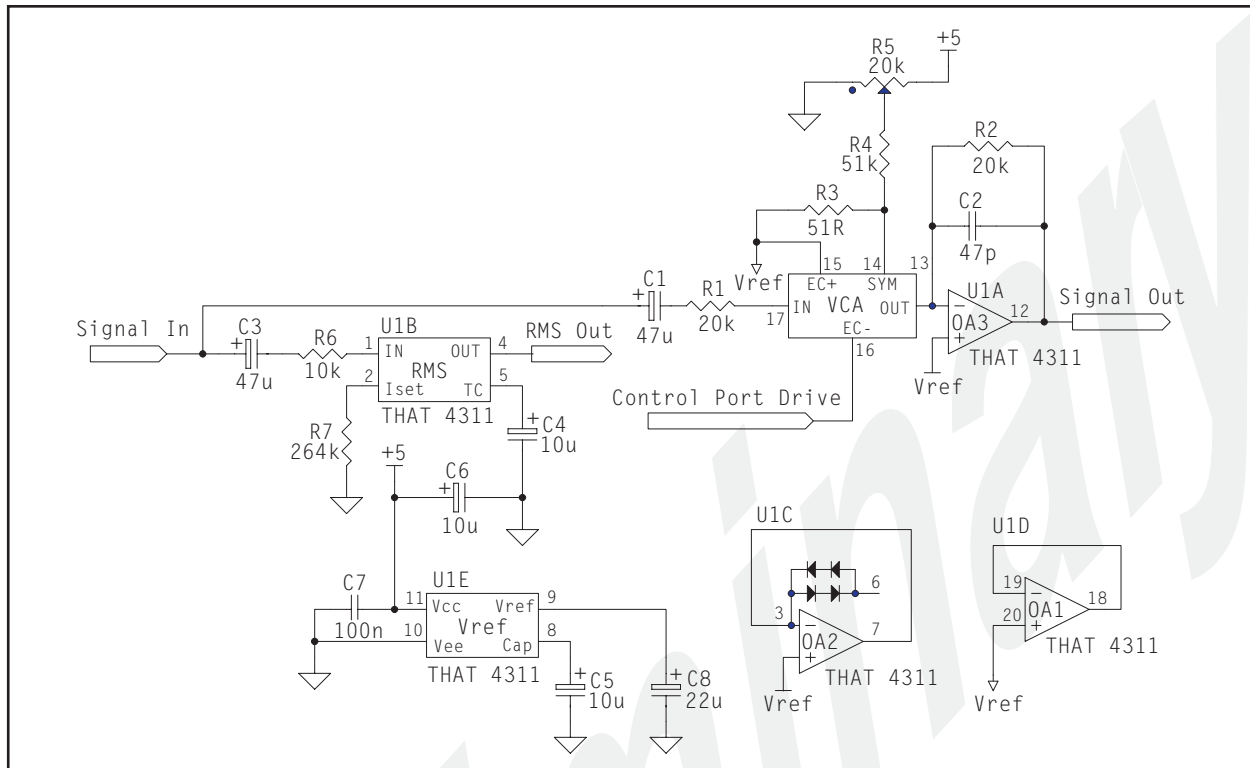 R5
20k
+5
R4
51k
R2
20k
R3
51R
C2
47p
Vref
15
14
13
EC+
SYM
U1A
C1
+
47u
R1
20k
IN
VCA
OUT
17
EC-
16
−
OA3
+
12
Signal Out
THAT 4311
Vref
Signal In
C3
+
47u
R6
10k
U1B
1
IN
OUT
4
RMS Out
RMS
2
Iset
TC
5
THAT 4311
Control Port Drive
R7
264k
+
C4
10u
+5
C6
+
10u
U1C
U1D
C7
100n
U1E
11
Vcc
Vref
9
Vref
10
Vee
Cap
8
THAT 4311
+
C5
10u
+
C8
22u
6
3
−
OA2
+
7
THAT 4311
Vref
19
−
20
+
OA1
18
THAT 4311
Vref
minary